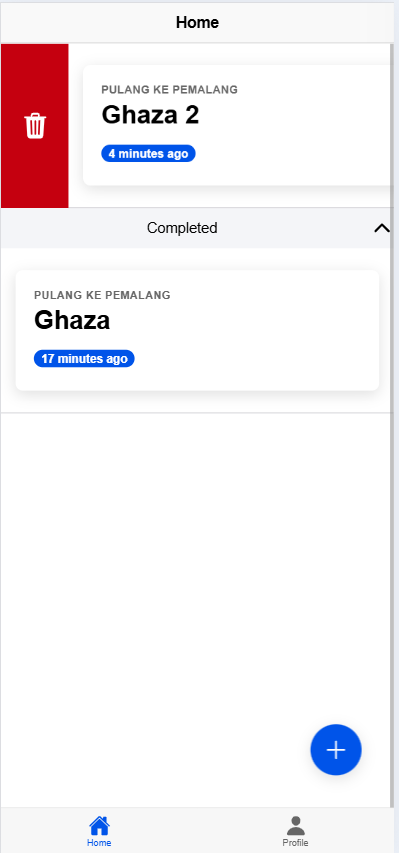 Home
PULANG KE PEMALANG
Ghaza 2
4 minutes ago
Completed
PULANG KE PEMALANG
Ghaza
17 minutes ago
Home
Profile